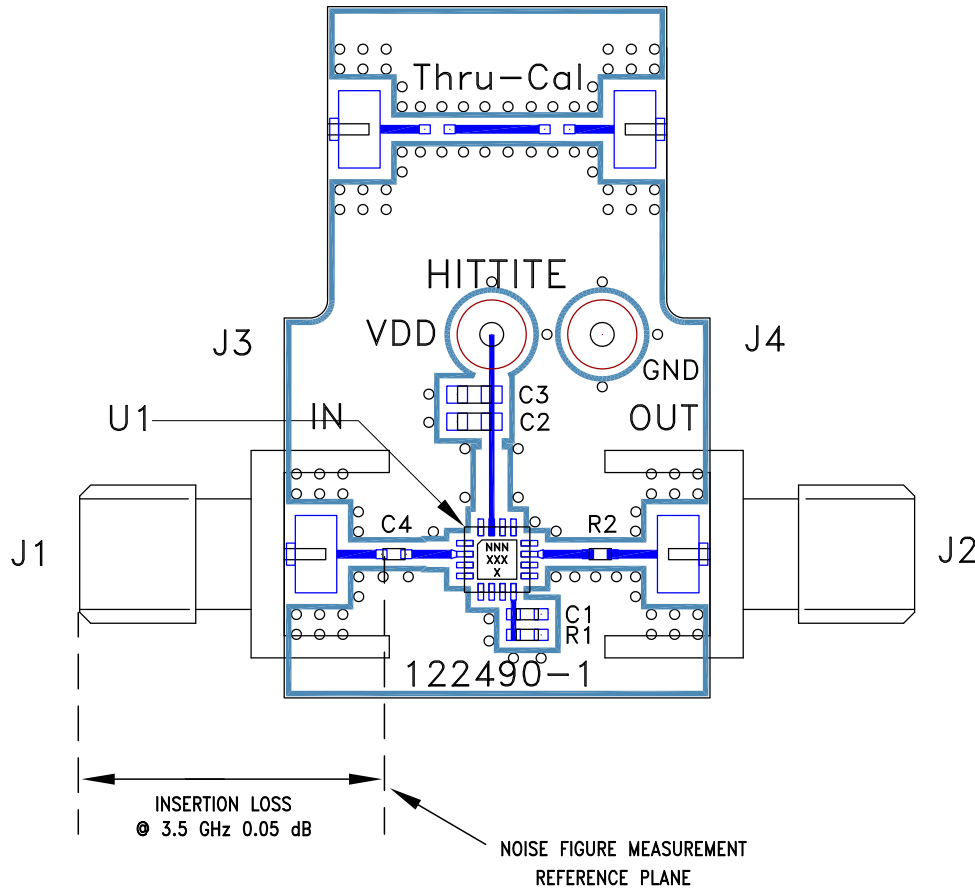 Thru-Cal
HITTITE
J3
VDD
J4
GND
C3
C2
U1
IN
OUT
C4
R2
J1
NNN
XXX
X
J2
C1
R1
122490-1
INSERTION LOSS
@ 3.5 GHz 0.05 dB
NOISE FIGURE MEASUREMENT
REFERENCE PLANE